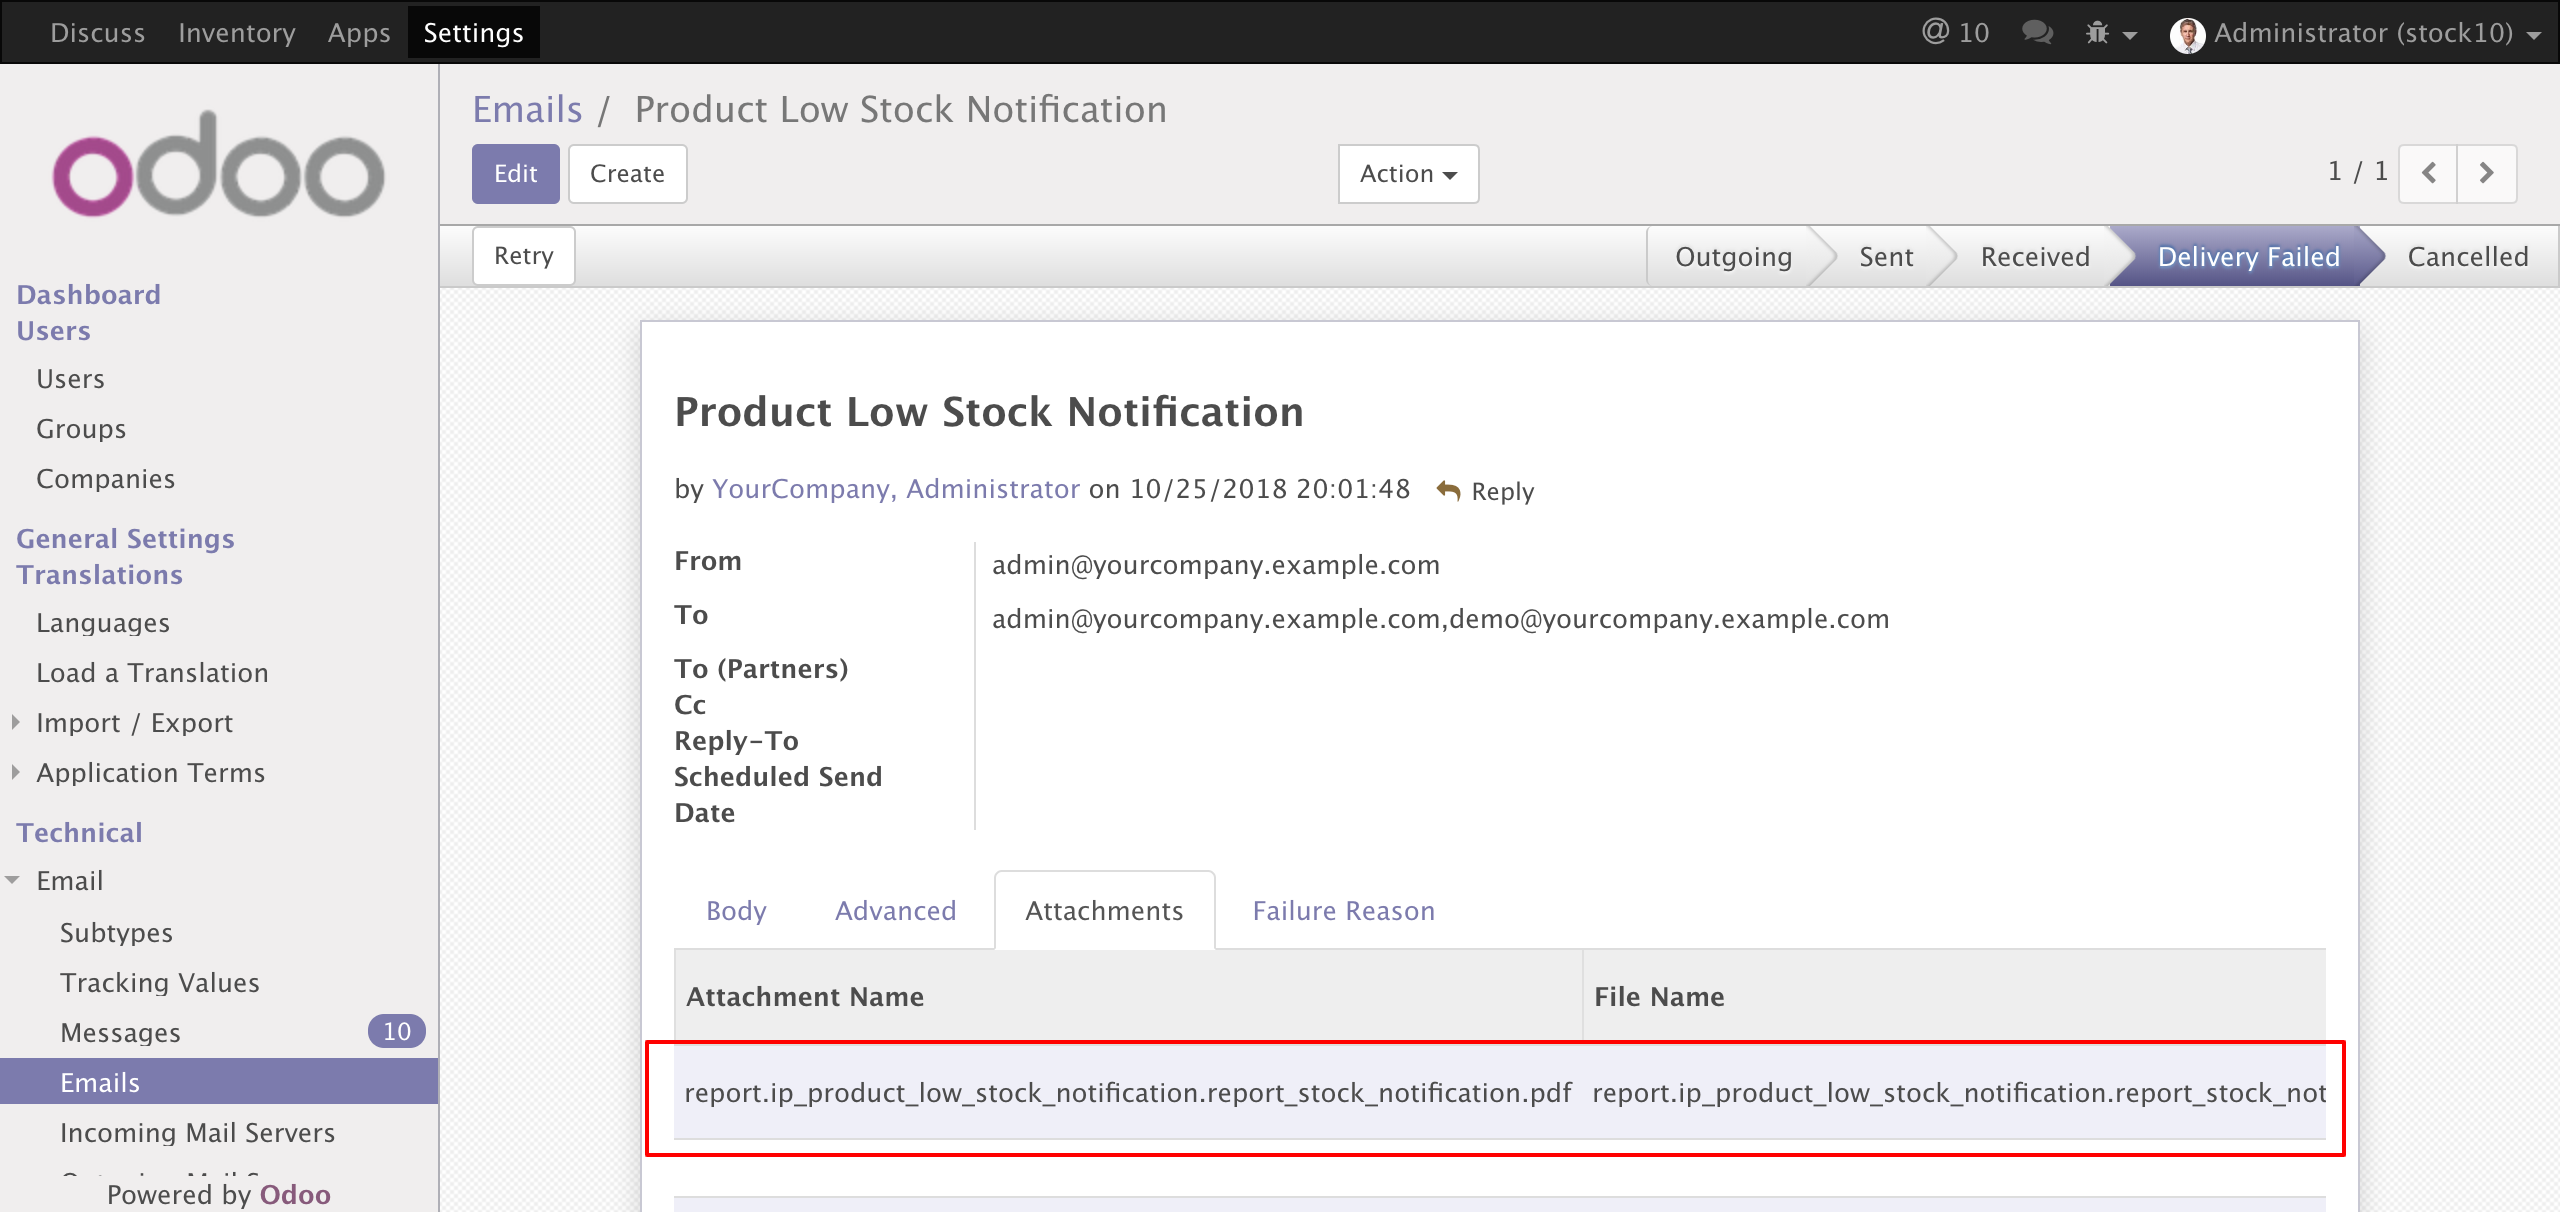 Discuss Inventory Apps Settings @ 10 Administrator (stock10)
odoo
Dashboard
Users
Users
Groups
Companies
General Settings
Translations
Languages
Load a Translation
Import / Export
Application Terms
Technical
Email
Subtypes
Tracking Values
Messages 10
Emails
Incoming Mail Servers
Powered by Odoo
Emails / Product Low Stock Notification
Edit Create Action 1 / 1
Retry Outgoing Sent Received Delivery Failed Cancelled
Product Low Stock Notification
by YourCompany, Administrator on 10/25/2018 20:01:48 Reply
From admin@yourcompany.example.com
To admin@yourcompany.example.com,demo@yourcompany.example.com
To (Partners)
Cc
Reply-To
Scheduled Send
Date
Body Advanced Attachments Failure Reason
Attachment Name File Name
report.ip_product_low_stock_notification.report_stock_notification.pdf report.ip_product_low_stock_notification.report_stock_not